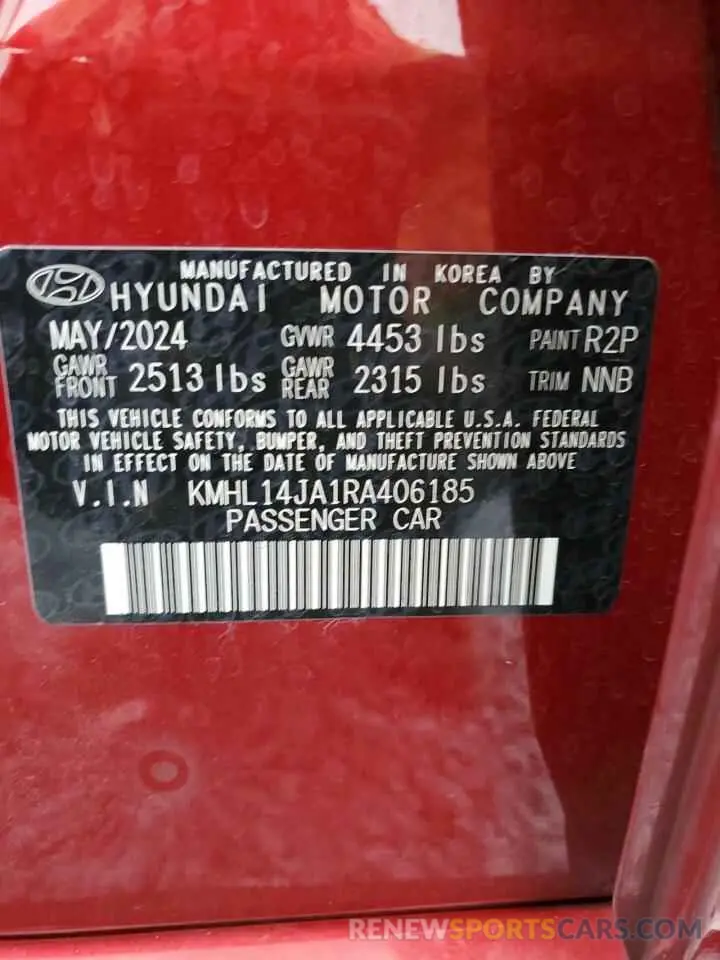 MANUFACTURED IN KOREA BY
HYUNDAI MOTOR COMPANY
MAY/2024 GVWR 4453 lbs PAINT R2P
GAWR FRONT 2513 lbs GAWR REAR 2315 lbs TRIM NNB
THIS VEHICLE CONFORMS TO ALL APPLICABLE U.S.A. FEDERAL
MOTOR VEHICLE SAFETY, BUMPER, AND THEFT PREVENTION STANDARDS
IN EFFECT ON THE DATE OF MANUFACTURE SHOWN ABOVE
V.I.N KMHL14JA1RA406185
PASSENGER CAR
RENEWSPORTSCARS.COM